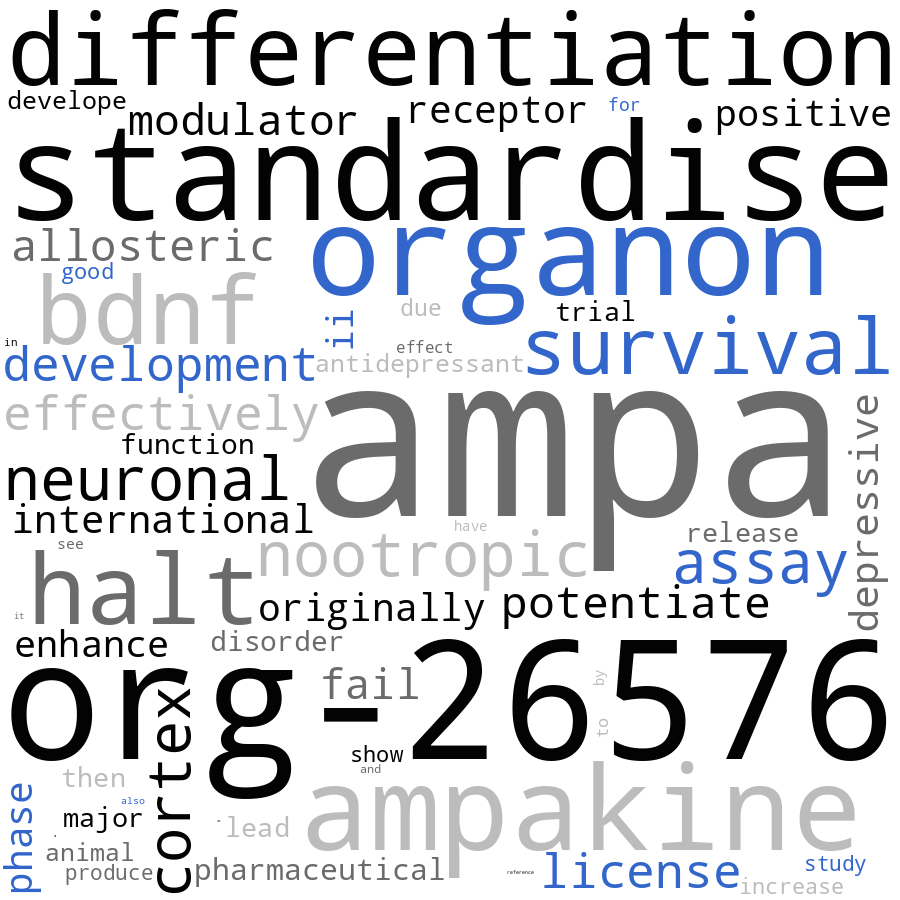 differentiation
develope
modulator
receptor
for
positive
standardise
allosteric
organon
good
bdnf
due
trial
ii
in
development
effect
antidepressant
survival
effectively
ampa
depressive
function
neuronal
international
have
release
see
nootropic
assay
halt
originally
potentiate
it
enhance
disorder
org-26576
fail
by
to
cortex
show
and
then
ampakine
phase
also
major
lead
animal
produce
pharmaceutical
reference
license
study
increase